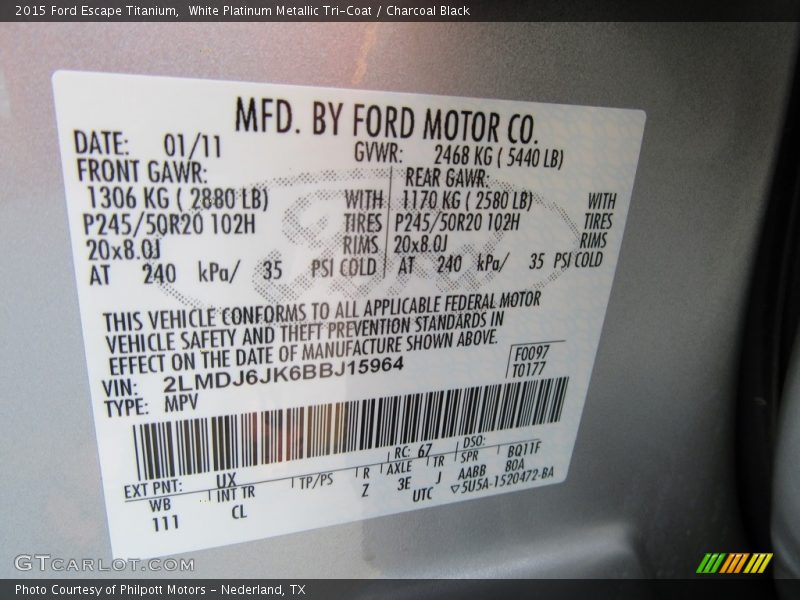 2015 Ford Escape Titanium,  White Platinum Metallic Tri-Coat / Charcoal Black
MFD. BY FORD MOTOR CO.
DATE: 01/11 GVWR: 2468 KG ( 5440 LB)
FRONT GAWR: REAR GAWR:
1306 KG ( 2880 LB) WITH 1170 KG ( 2580 LB) WITH
P245/50R20 102H TIRES P245/50R20 102H TIRES
20x8.0J RIMS 20x8.0J RIMS
AT 240 kPa/ 35 PSI COLD AT 240 kPa/ 35 PSI COLD
THIS VEHICLE CONFORMS TO ALL APPLICABLE FEDERAL MOTOR
VEHICLE SAFETY AND THEFT PREVENTION STANDARDS IN
EFFECT ON THE DATE OF MANUFACTURE SHOWN ABOVE.
F0097
VIN: 2LMDJ6JK6BBJ15964 T0177
TYPE: MPV
EXT PNT: UX RC: 67 DSO:
WB INT TR TP/PS R AXLE TR SPR BQ11F
111 CL Z 3E J AABB 80A
UTC ▽5U5A-1520472-BA
Ford
GTCarlot.com
Photo Courtesy of Philpott Motors - Nederland, TX